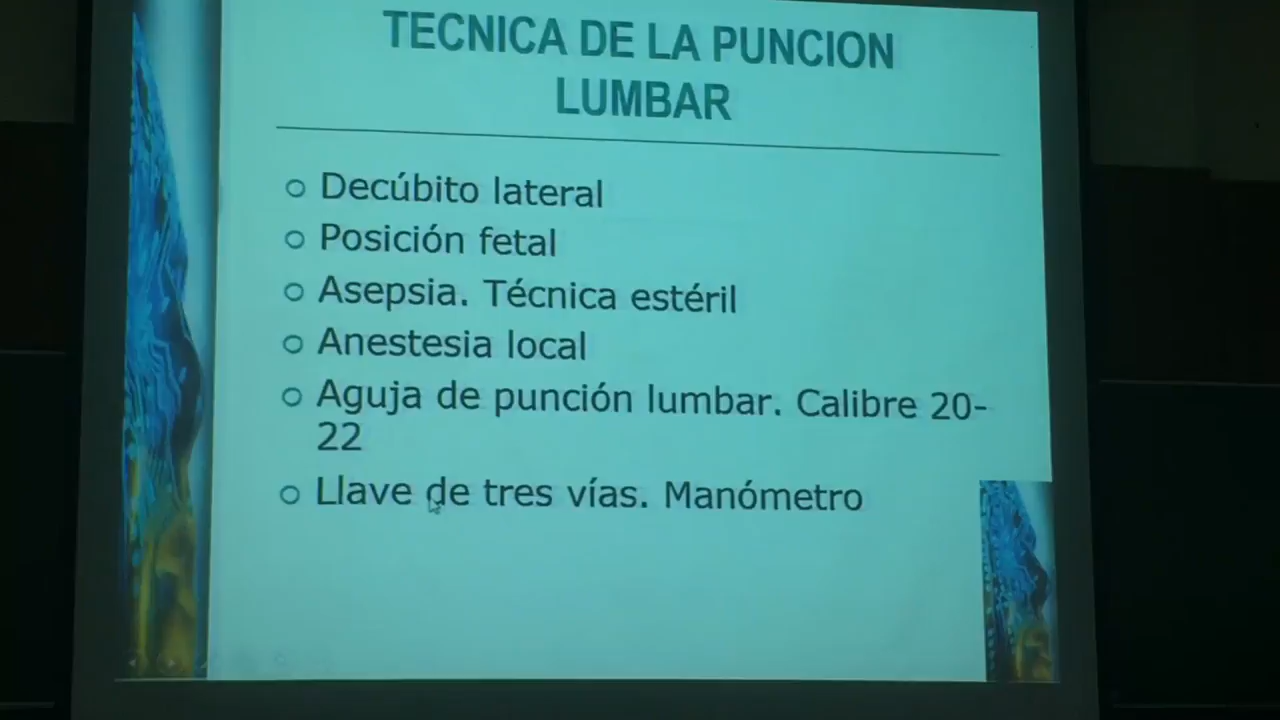 TECNICA DE LA PUNCION
LUMBAR
Decúbito lateral
Posición fetal
Asepsia. Técnica estéril
Anestesia local
Aguja de punción lumbar. Calibre 20-
22
Llave de tres vías. Manómetro